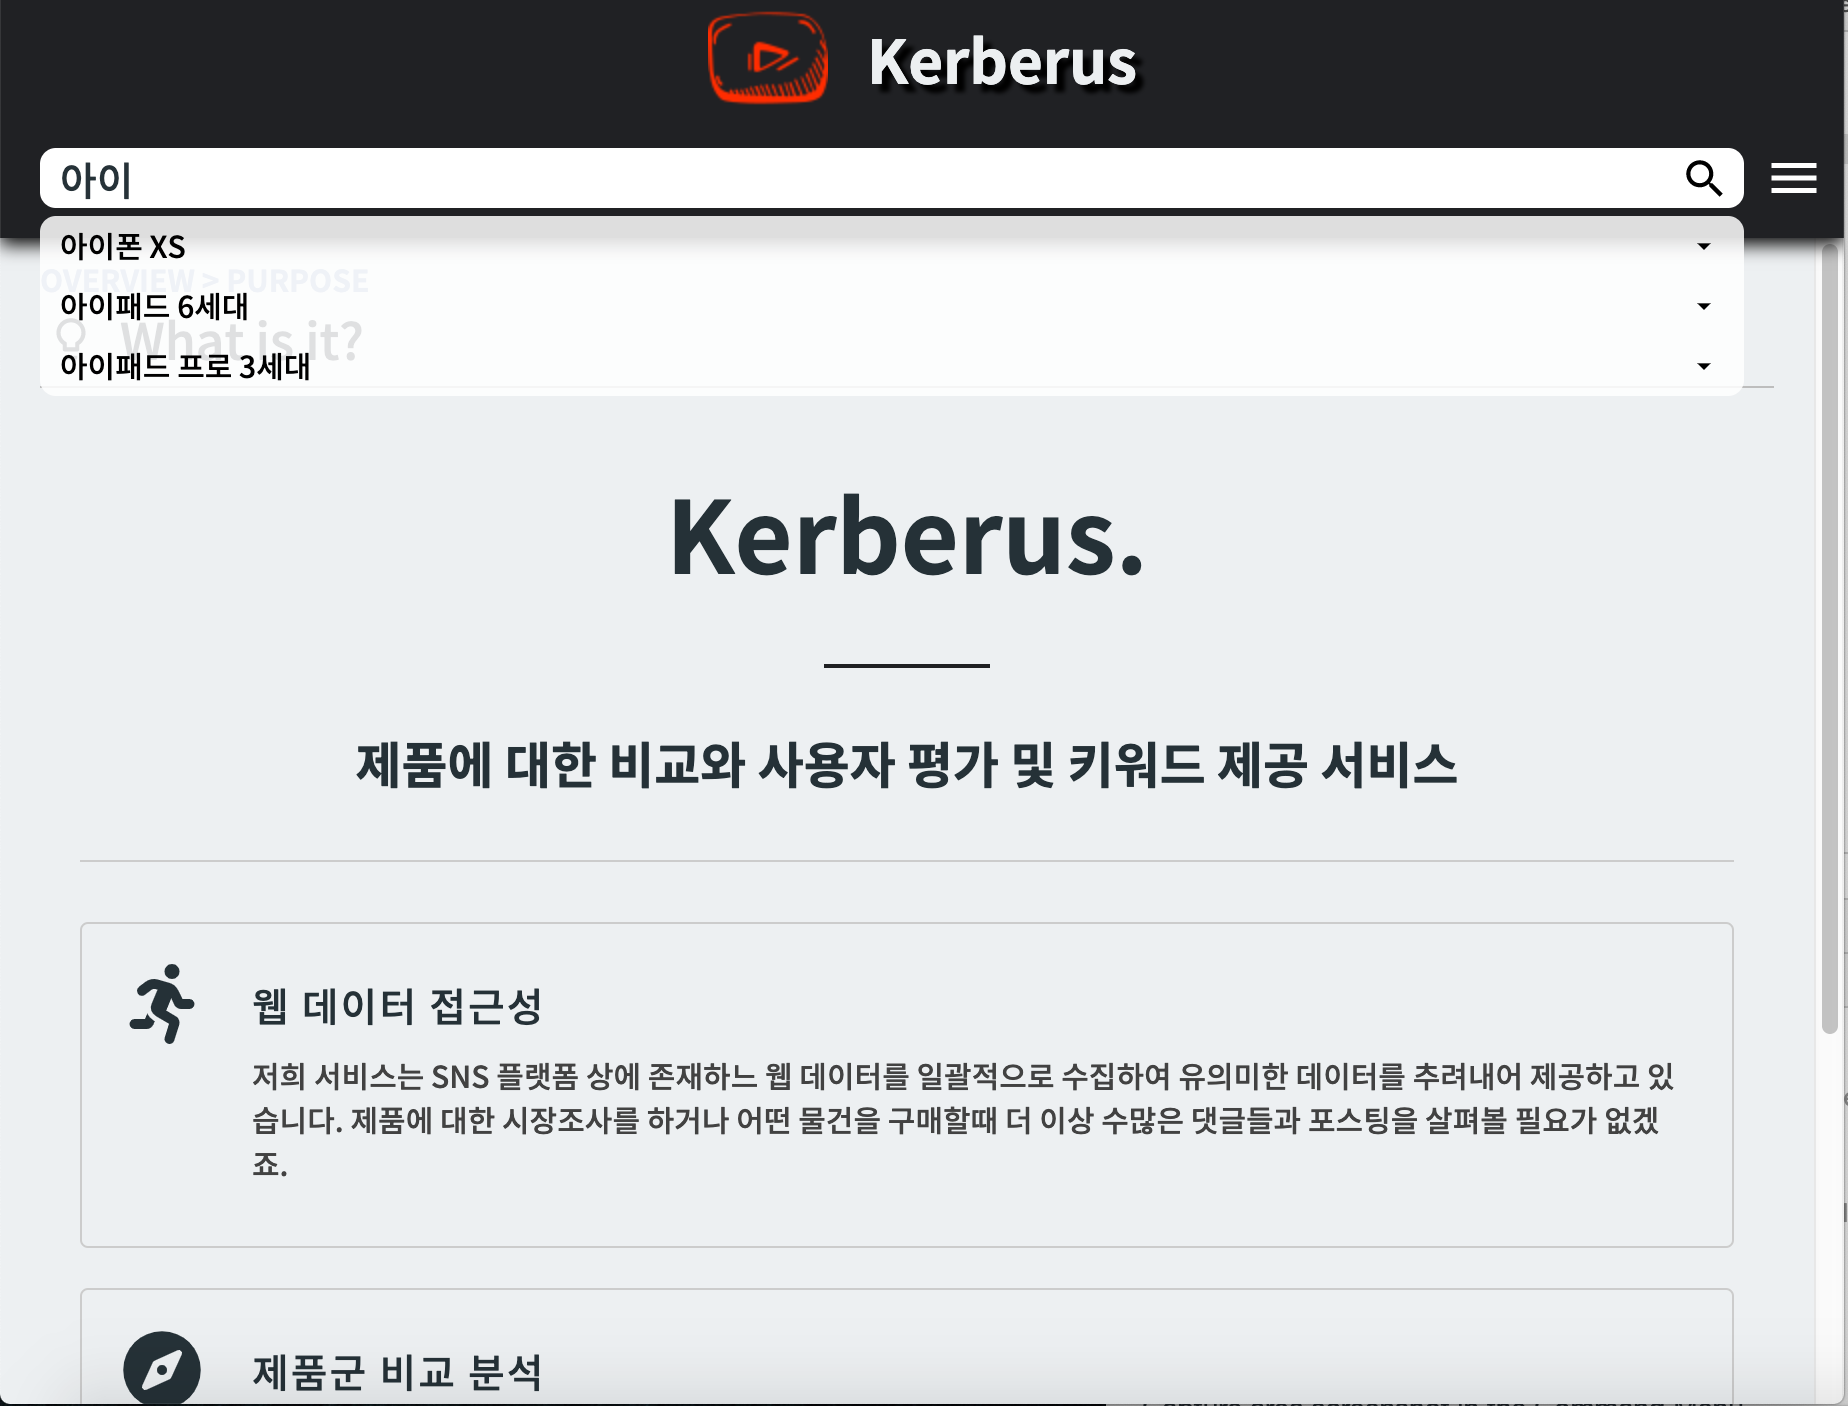 Kerberus
아이
아이폰 XS
OVERVIEW > PURPOSE
아이패드 6세대
What is it?
아이패드 프로 3세대
Kerberus.
제품에 대한 비교와 사용자 평가 및 키워드 제공 서비스
웹 데이터 접근성
저희 서비스는 SNS 플랫폼 상에 존재하느 웹 데이터를 일괄적으로 수집하여 유의미한 데이터를 추려내어 제공하고 있
습니다. 제품에 대한 시장조사를 하거나 어떤 물건을 구매할때 더 이상 수많은 댓글들과 포스팅을 살펴볼 필요가 없겠
죠.
제품군 비교 분석